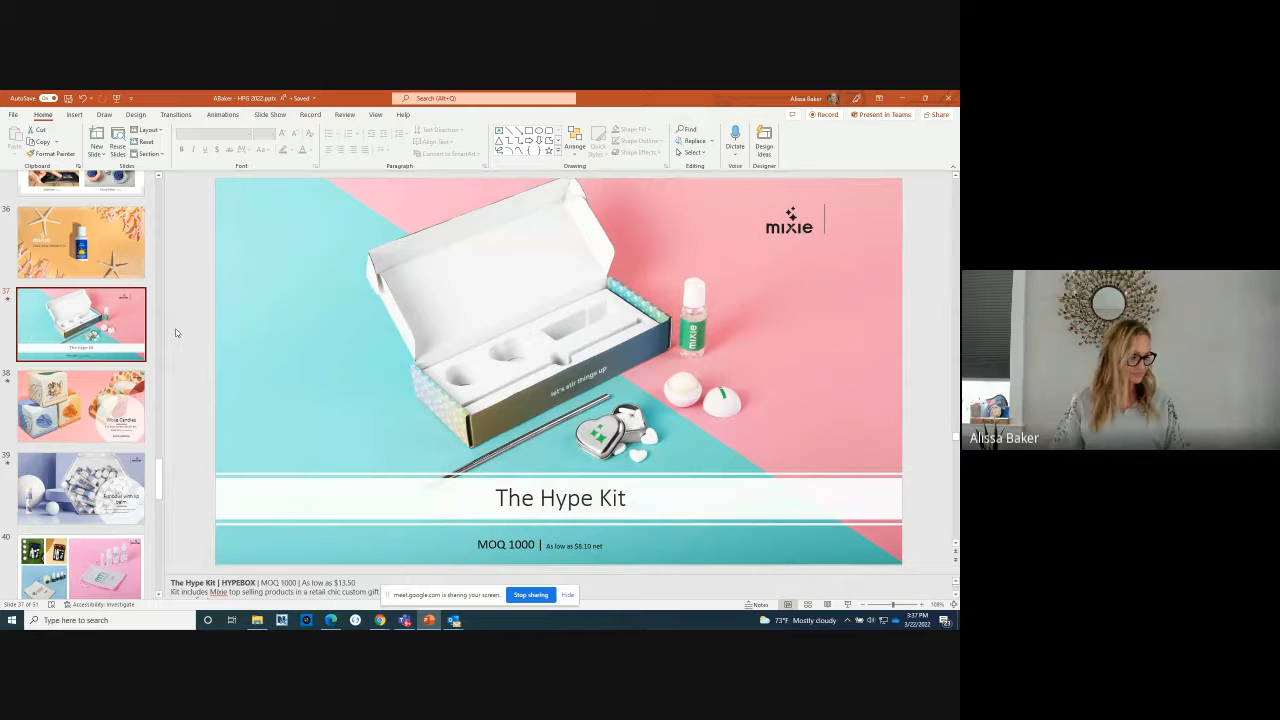 AutoSave On
ABaker - HPG 2022.pptx
Saved
Search (Alt+Q)
Alissa Baker
File Home Insert Draw Design Transitions Animations Slide Show Record Review View Help
Record
Present in Teams
Share
Paste
Cut
Copy
Format Painter
Clipboard
New Slide
Reuse Slides
Layout
Reset
Section
Slides
Font
Text Direction
Align Text
Convert to SmartArt
Paragraph
Arrange
Quick Styles
Shape Fill
Shape Outline
Shape Effects
Drawing
Find
Replace
Select
Editing
Dictate
Voice
Design Ideas
Designer
36
37
The Hype Kit
38
39
40
mixie
let's stir things up
mixie
The Hype Kit
MOQ 1000 | As low as $8.10 net
The Hype Kit | HYPEBOX | MOQ 1000 | As low as $13.50
Kit includes Mixie top selling products in a retail chic custom gift
meet.google.com is sharing your screen.
Stop sharing
Hide
Slide 37 of 51
Accessibility: Investigate
Notes
108%
Type here to search
73°F Mostly cloudy
3:37 PM
3/22/2022
Alissa Baker